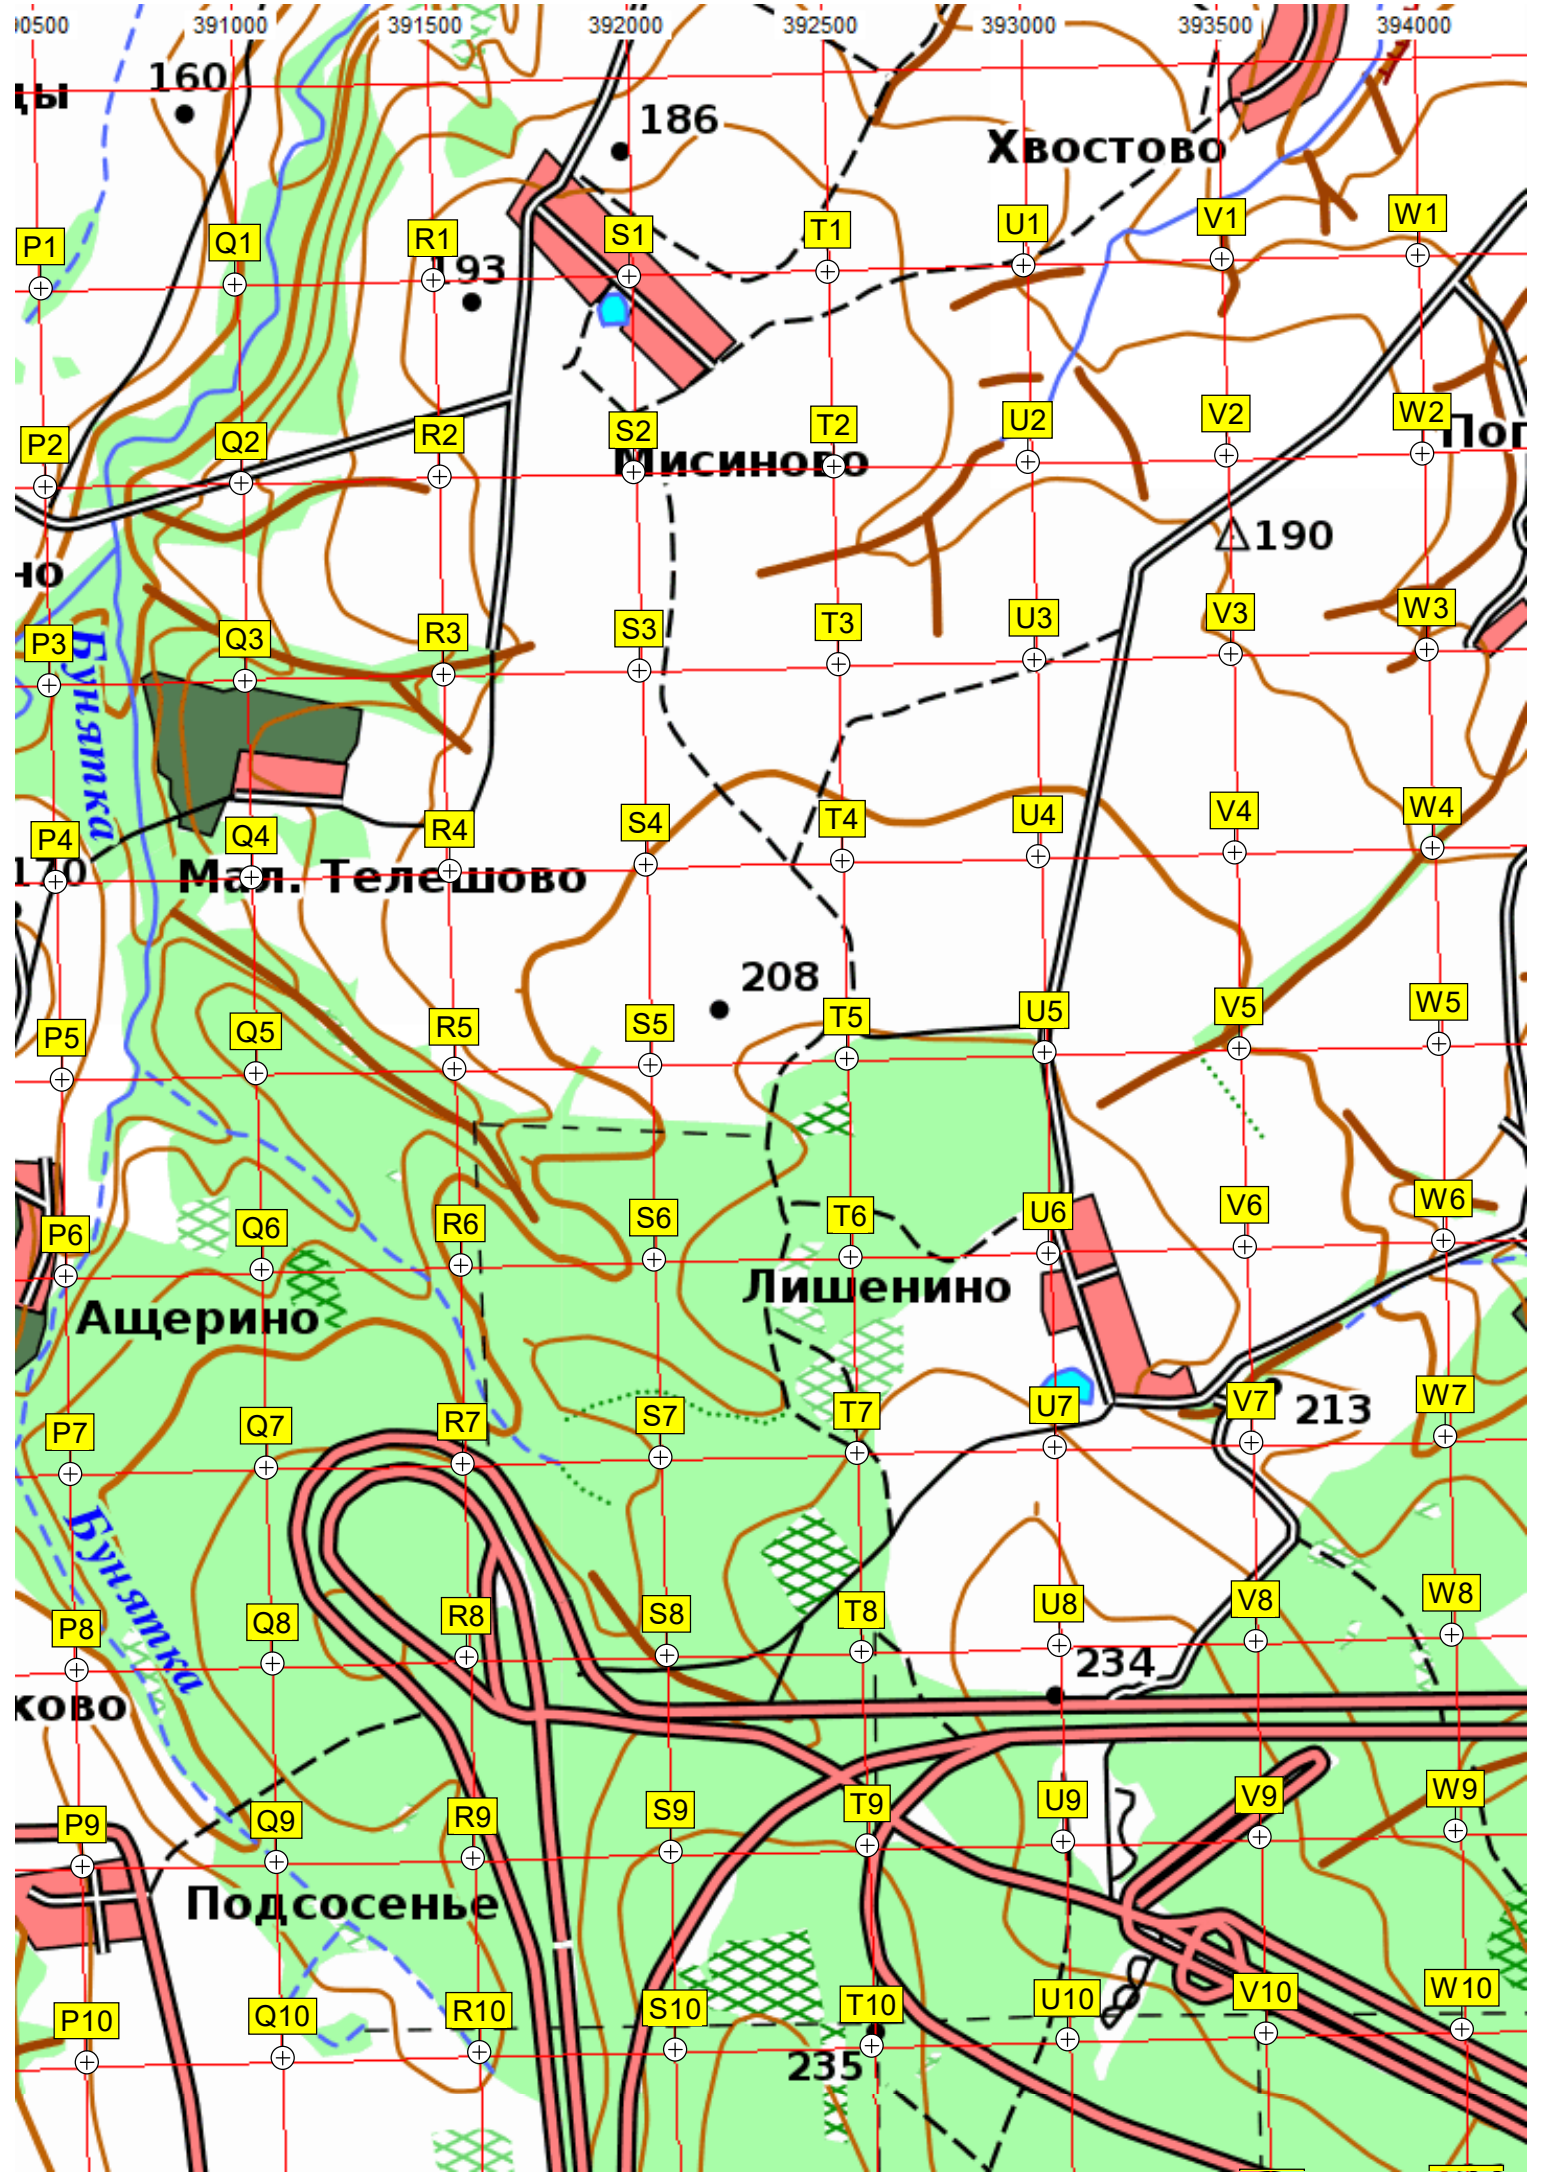 391000 391500 392000 392500 393000 393500 394000
160
186
Хвостово
P1 Q1 R1 S1 T1 U1 V1 W1
193
P2 Q2 R2 S2 T2 U2 V2 W2
Мисиново
190
P3 Q3 R3 S3 T3 U3 V3 W3
Бунятка
P4 Q4 R4 S4 T4 U4 V4 W4
170
Мал. Телешово
208
P5 Q5 R5 S5 T5 U5 V5 W5
P6 Q6 R6 S6 T6 U6 V6 W6
Лишенино
Ащерино
P7 Q7 R7 S7 T7 U7 V7 W7
213
Бунятка
P8 Q8 R8 S8 T8 U8 V8 W8
234
ково
P9 Q9 R9 S9 T9 U9 V9 W9
Подсосенье
P10 Q10 R10 S10 T10 U10 V10 W10
235